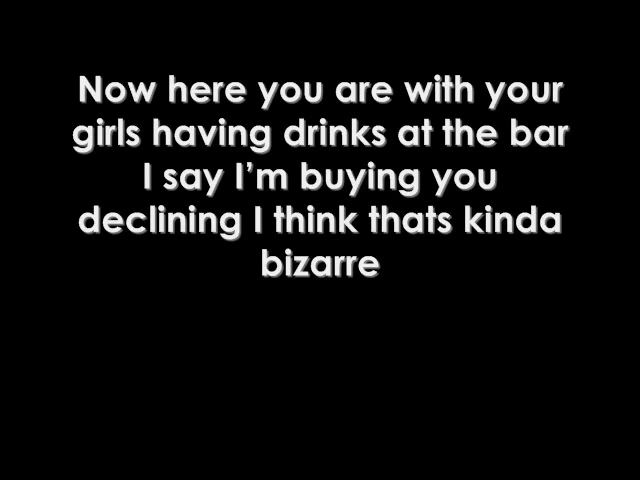 Now here you are with your
girls having drinks at the bar
I say I'm buying you
declining I think thats kinda
bizarre